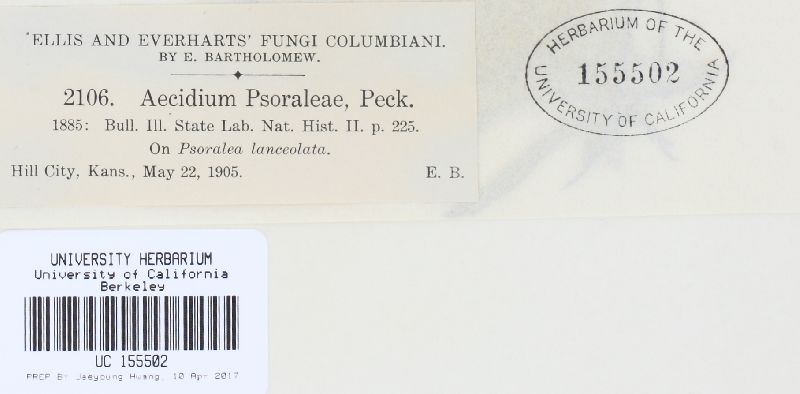 ELLIS AND EVERHARTS' FUNGI COLUMBIANI.
BY E. BARTHOLOMEW.
2106. Aecidium Psoraleae, Peck.
1885: Bull. Ill. State Lab. Nat. Hist. II. p. 225.
On Psoralea lanceolata.
Hill City, Kans., May 22, 1905. E. B.
HERBARIUM OF THE
155502
UNIVERSITY OF CALIFORNIA
UNIVERSITY HERBARIUM
University of California
Berkeley
UC 155502
PREP BY Jaeyoung Hwang, 10 Apr 2017